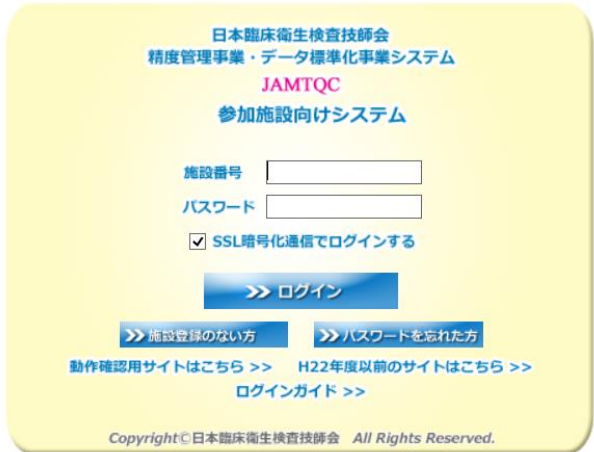 日本臨床衛生検査技師会
精度管理事業・データ標準化事業システム
JAMTQC
参加施設向けシステム
施設番号
パスワード
SSL暗号化通信でログインする
>> ログイン
>> 施設登録のない方 >> パスワードを忘れた方
動作確認用サイトはこちら >> H22年度以前のサイトはこちら >>
ログインガイド >>
Copyright©日本臨床衛生検査技師会 All Rights Reserved.